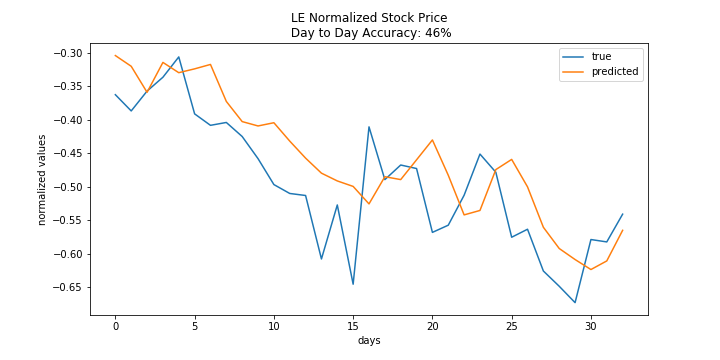 LE Normalized Stock Price
Day to Day Accuracy: 46%
true
predicted
−0.30
−0.35
−0.40
−0.45
−0.50
−0.55
−0.60
−0.65
normalized values
0 5 10 15 20 25 30
days